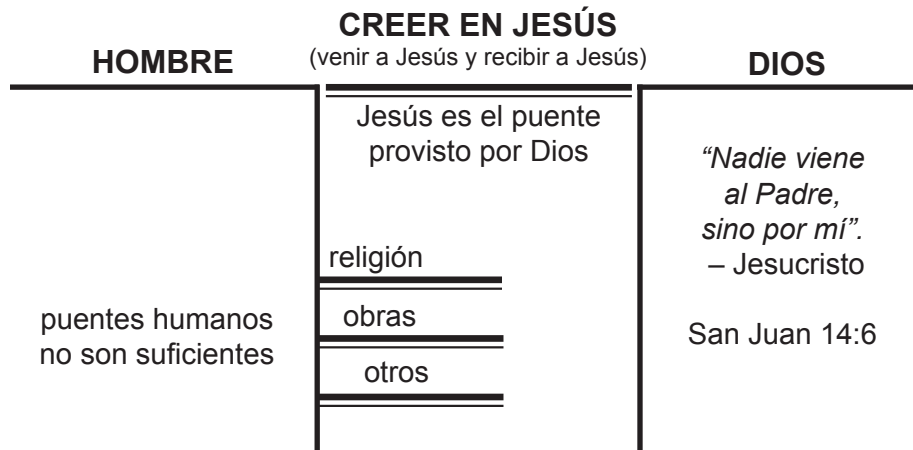 HOMBRE
CREER EN JESÚS
(venir a Jesús y recibir a Jesús)
DIOS
Jesús es el puente
provisto por Dios
religión
obras
otros
puentes humanos
no son suficientes
“Nadie viene
al Padre,
sino por mí”.
– Jesucristo
San Juan 14:6